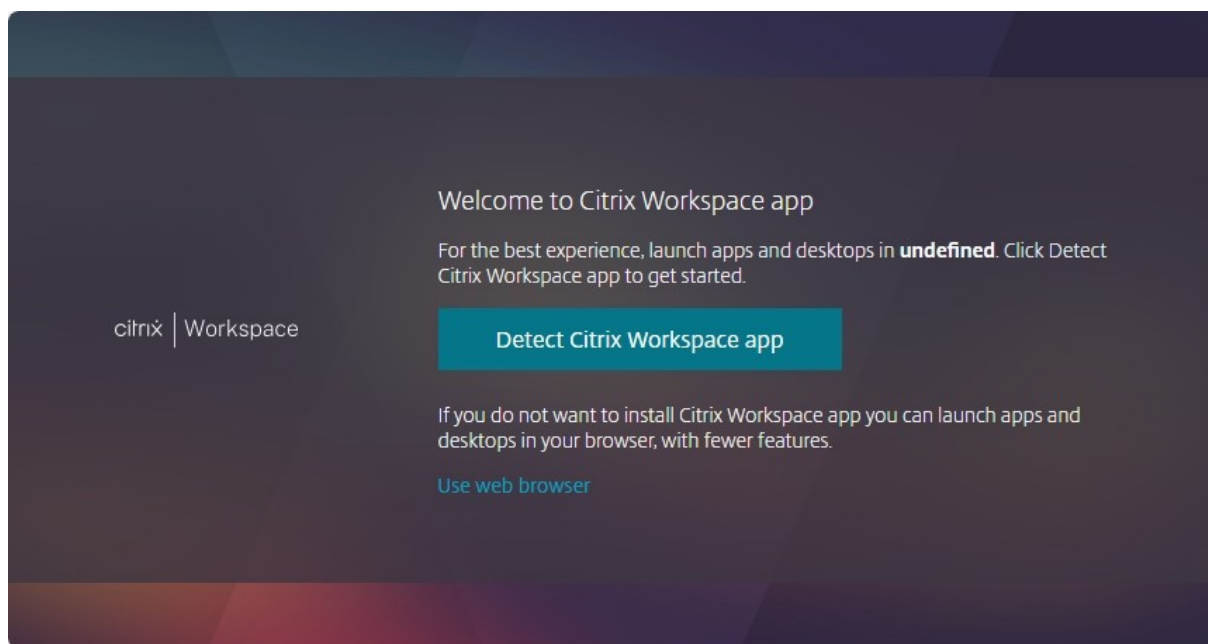 Welcome to Citrix Workspace app
For the best experience, launch apps and desktops in undefined. Click Detect
Citrix Workspace app to get started.
citrix | Workspace
Detect Citrix Workspace app
If you do not want to install Citrix Workspace app you can launch apps and
desktops in your browser, with fewer features.
Use web browser